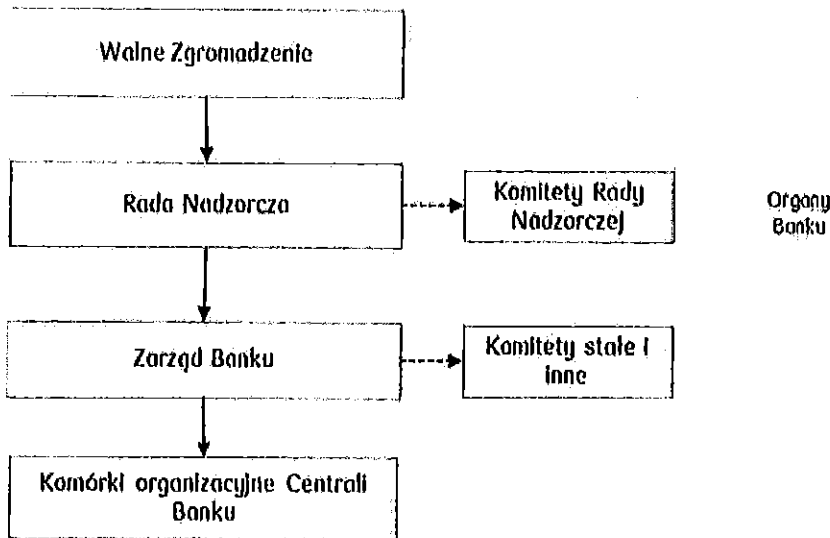 Walne Zgromadzenie
Rada Nadzorcza
Komitety Rady
Nadzorczej
Organy
Banku
Zarząd Banku
Komitety stałe i
inne
Komórki organizacyjne Centrali
Banku